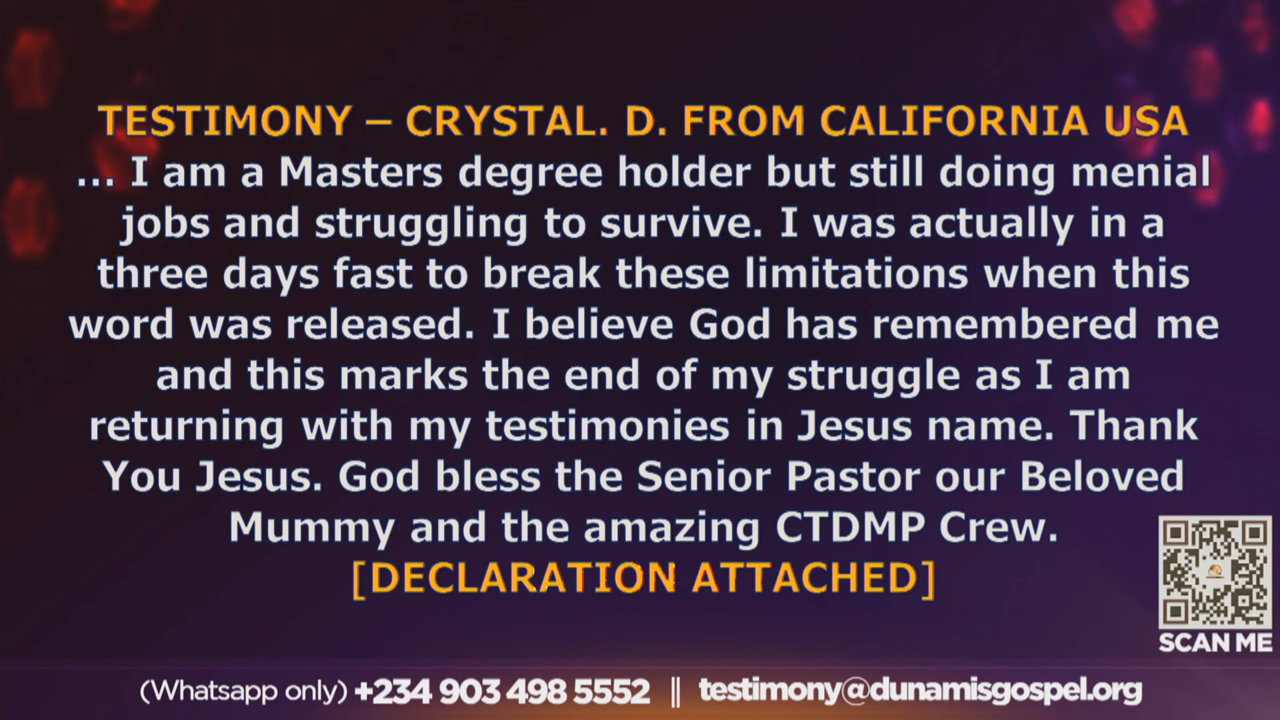 TESTIMONY – CRYSTAL. D. FROM CALIFORNIA USA
... I am a Masters degree holder but still doing menial
jobs and struggling to survive. I was actually in a
three days fast to break these limitations when this
word was released. I believe God has remembered me
and this marks the end of my struggle as I am
returning with my testimonies in Jesus name. Thank
You Jesus. God bless the Senior Pastor our Beloved
Mummy and the amazing CTDMP Crew.
[DECLARATION ATTACHED]
SCAN ME
(Whatsapp only) +234 903 498 5552 || testimony@dunamisgospel.org